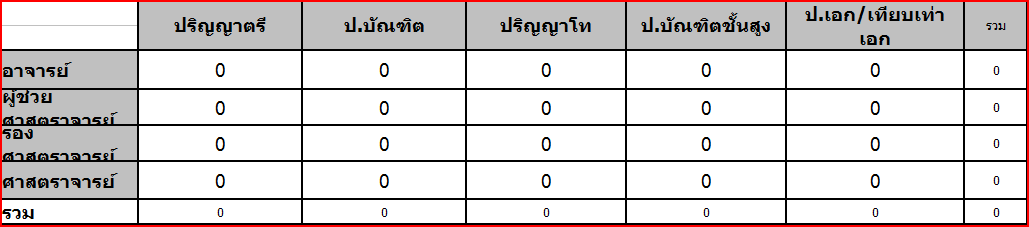 ปริญญาตรี ป.บัณฑิต ปริญญาโท ป.บัณฑิตชั้นสูง ป.เอก/เทียบเท่า
เอก รวม
อาจารย์ 0 0 0 0 0 0
ผู้ช่วย
ศาสตราจารย์ 0 0 0 0 0 0
รอง
ศาสตราจารย์ 0 0 0 0 0 0
ศาสตราจารย์ 0 0 0 0 0 0
รวม 0 0 0 0 0 0